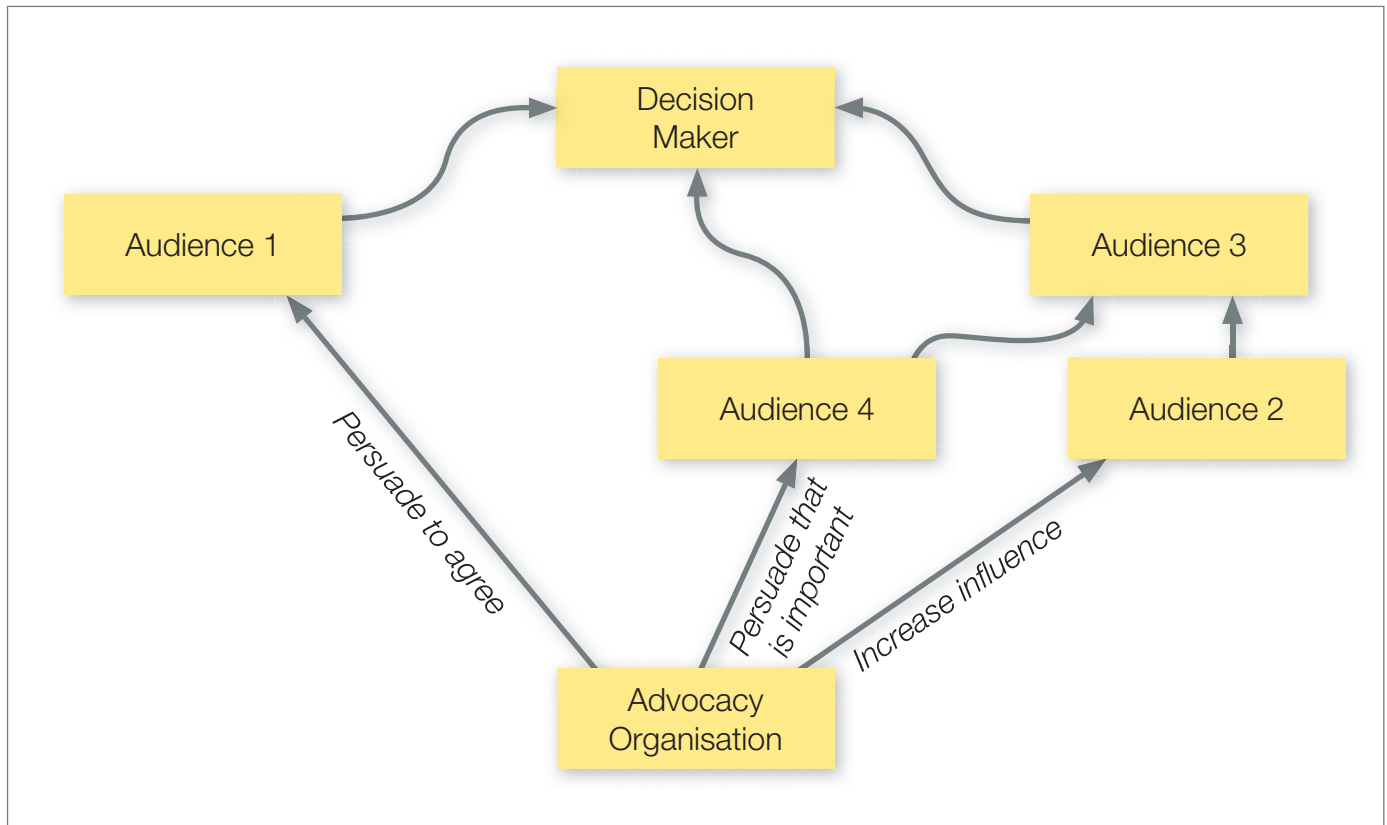 Decision
Maker
Audience 1
Audience 3
Audience 4
Audience 2
Persuade to agree
Persuade that
is important
Increase influence
Advocacy
Organisation